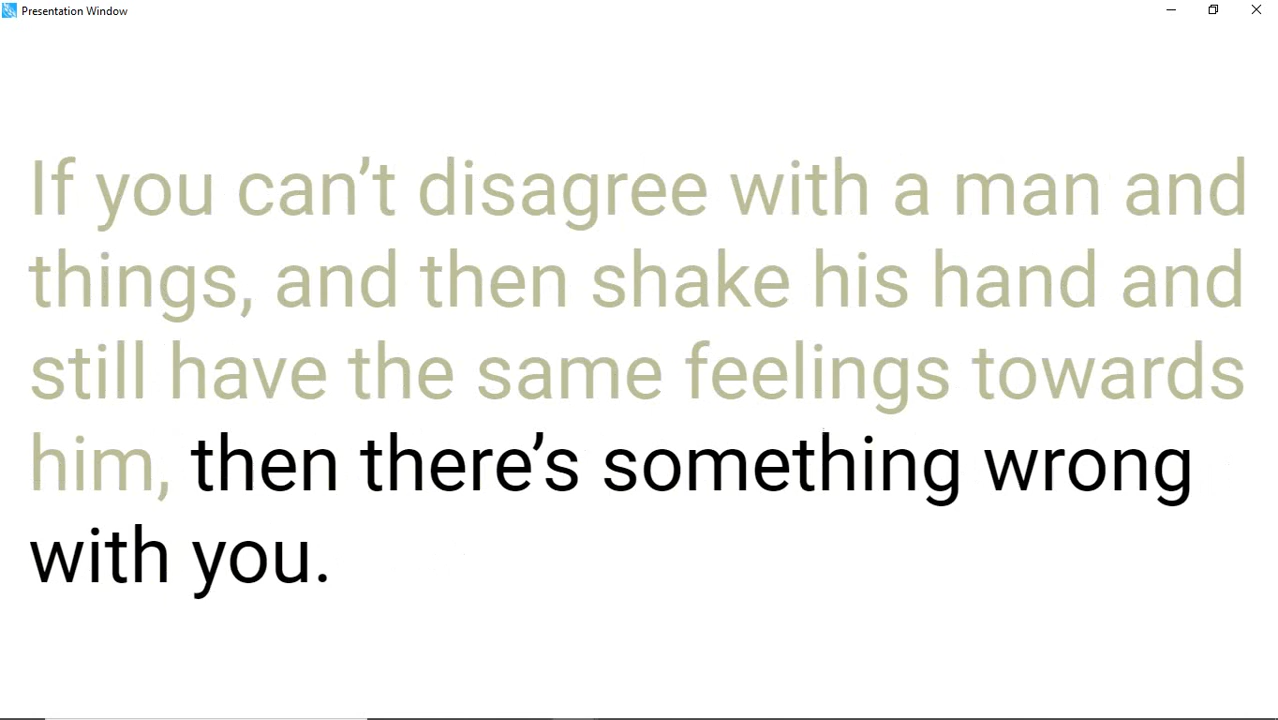 Presentation Window
If you can’t disagree with a man and
things, and then shake his hand and
still have the same feelings towards
him, then there’s something wrong
with you.